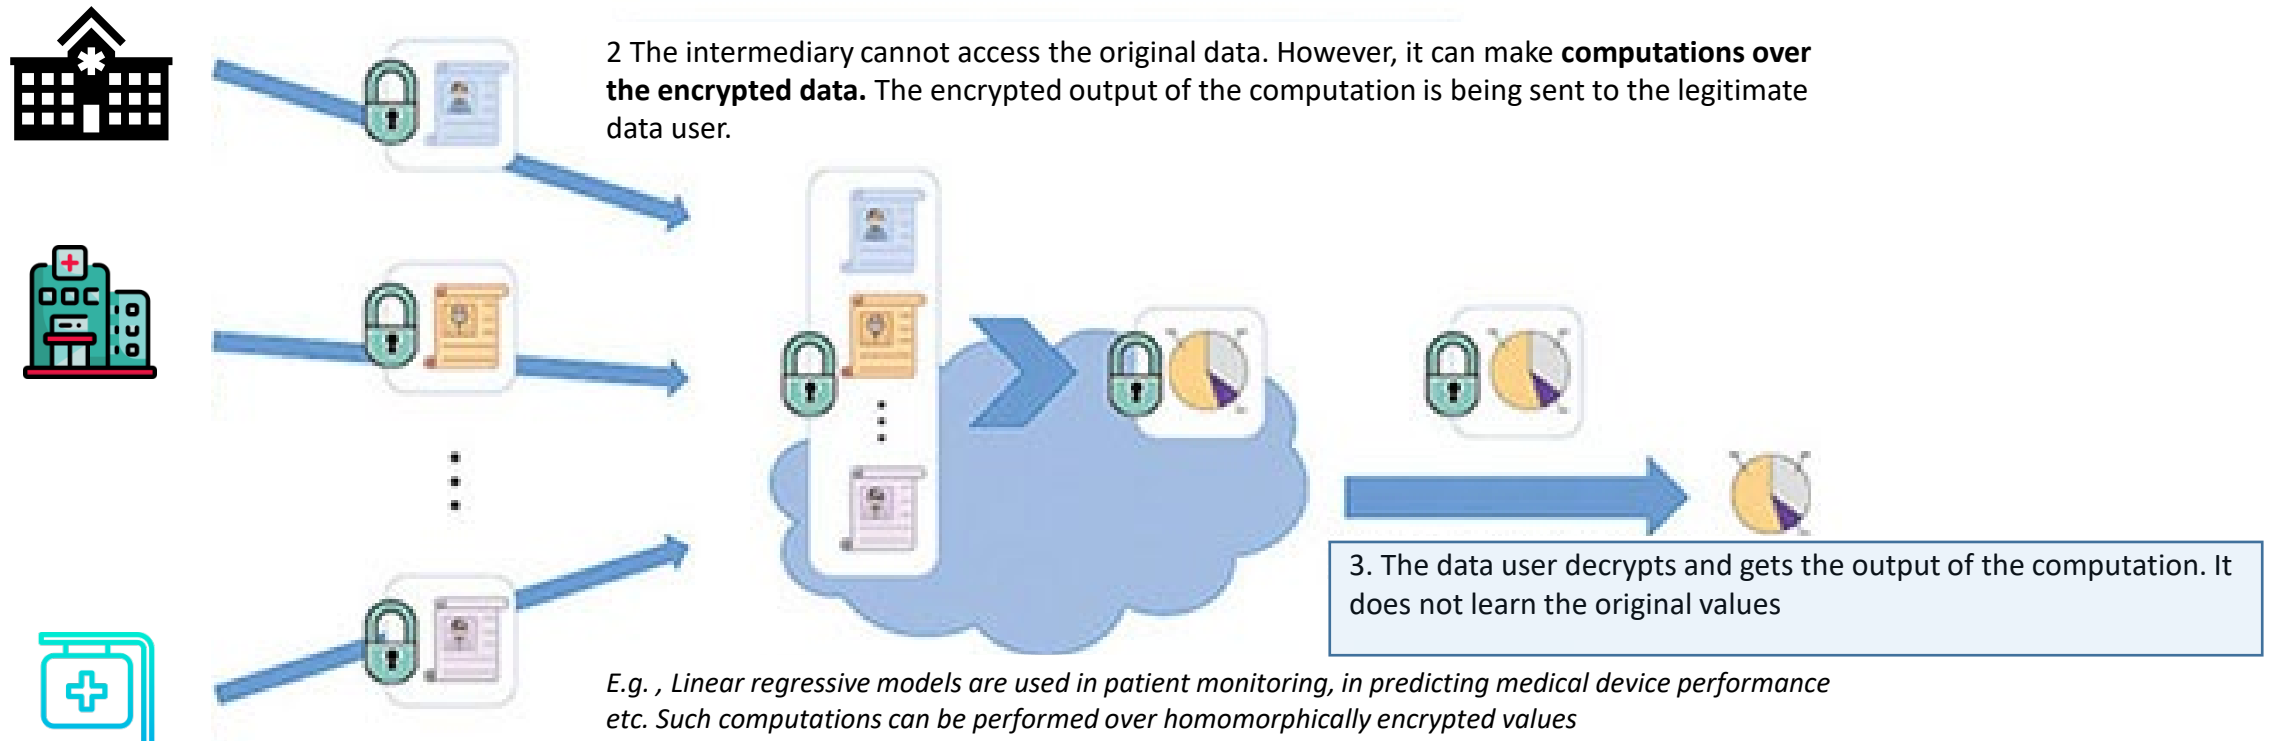 2 The intermediary cannot access the original data. However, it can make computations over
the encrypted data. The encrypted output of the computation is being sent to the legitimate
data user.
3. The data user decrypts and gets the output of the computation. It
does not learn the original values
E.g. , Linear regressive models are used in patient monitoring, in predicting medical device performance
etc. Such computations can be performed over homomorphically encrypted values